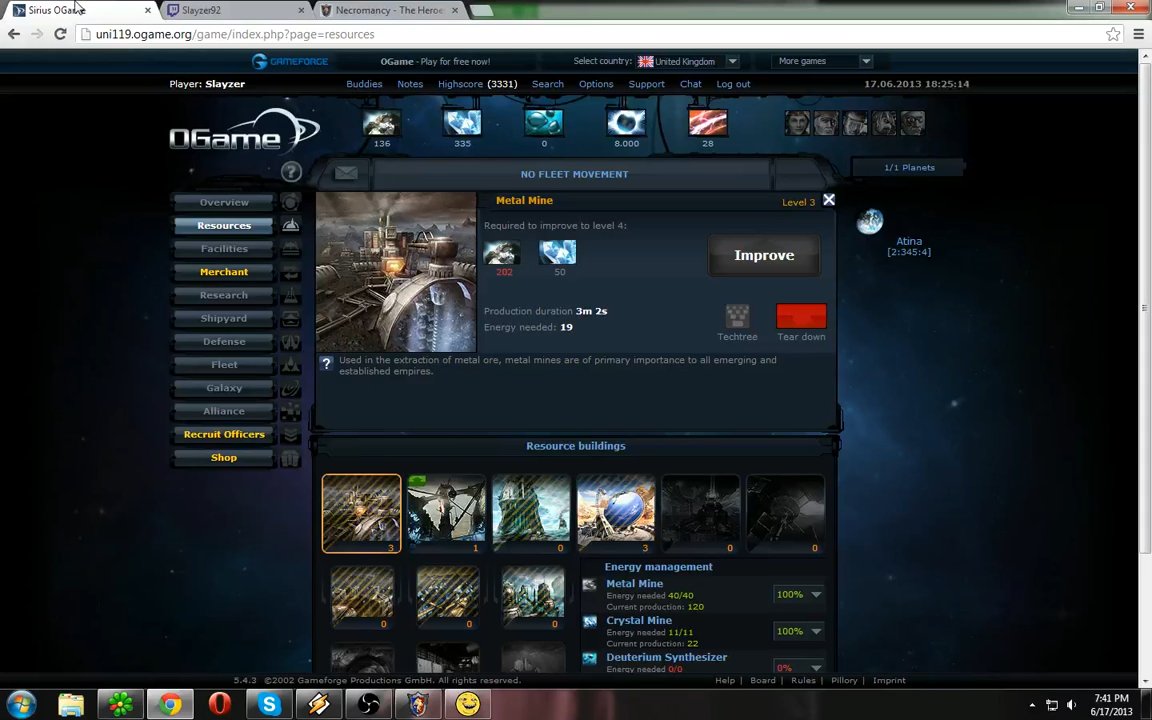 Sirius OGame
Slayzer92
Necromancy - The Heroe
uni119.ogame.org/game/index.php?page=resources
GAMEFORGE
OGame - Play for free now!
Select country:
United Kingdom
More games
Player: Slayzer
Buddies
Notes
Highscore (3331)
Search
Options
Support
Chat
Log out
17.06.2013 18:25:14
OGAME
136
335
0
8.000
28
?
NO FLEET MOVEMENT
1/1 Planets
Overview
Resources
Facilities
Merchant
Research
Shipyard
Defense
Fleet
Galaxy
Alliance
Recruit Officers
Shop
Metal Mine
Level 3
Required to improve to level 4:
202
50
Improve
Production duration 3m 2s
Energy needed: 19
Techtree
Tear down
? Used in the extraction of metal ore, metal mines are of primary importance to all emerging and
established empires.
Atina
[2:345:4]
Resource buildings
3
1
0
3
0
0
0
0
0
Energy management
Metal Mine
Energy needed 40/40
Current production: 120
100%
Crystal Mine
Energy needed 11/11
Current production: 22
100%
Deuterium Synthesizer
Energy needed 0/0
0%
5.4.3 ©2002 Gameforge Productions GmbH. All rights reserved.
Help
Board
Rules
Pillory
Imprint
7:41 PM
6/17/2013